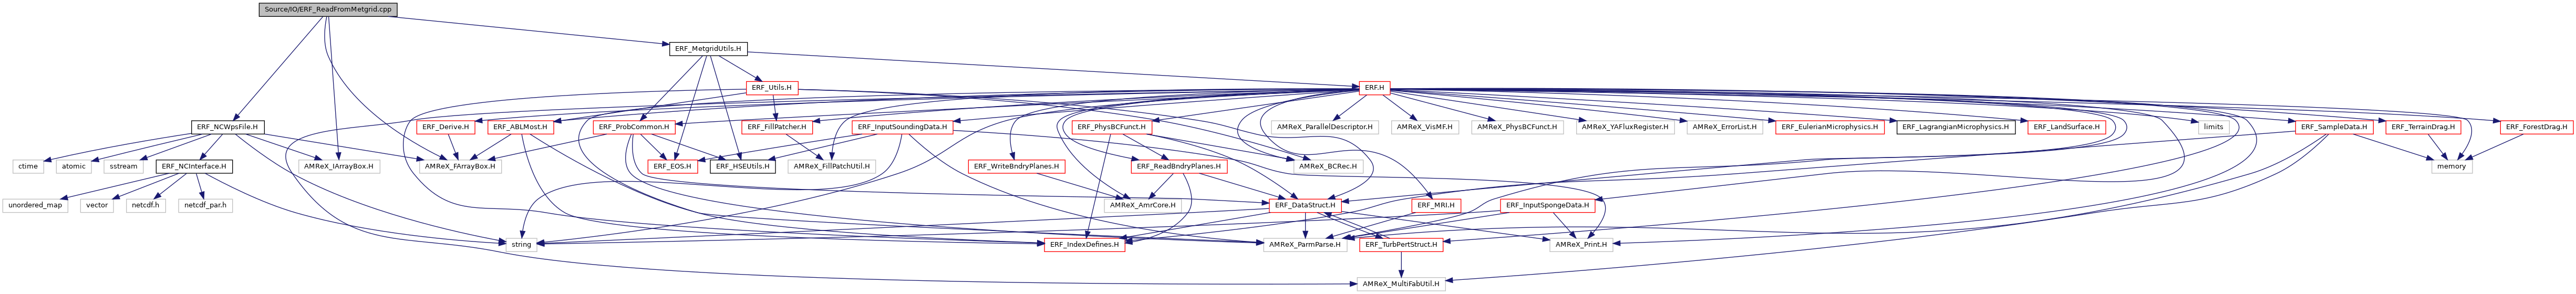 Source/IO/ERF_ReadFromMetgrid.cpp
ERF_MetgridUtils.H
ERF_Utils.H
ERF.H
ERF_NCWpsFile.H
ERF_Derive.H
ERF_ABLMost.H
ERF_ProbCommon.H
ERF_FillPatcher.H
ERF_InputSoundingData.H
ERF_PhysBCFunct.H
AMReX_ParallelDescriptor.H
AMReX_VisMF.H
AMReX_PhysBCFunct.H
AMReX_YAFluxRegister.H
AMReX_ErrorList.H
ERF_EulerianMicrophysics.H
ERF_LagrangianMicrophysics.H
ERF_LandSurface.H
limits
ERF_SampleData.H
ERF_TerrainDrag.H
ERF_ForestDrag.H
ctime
atomic
sstream
ERF_NCInterface.H
AMReX_IArrayBox.H
AMReX_FArrayBox.H
ERF_EOS.H
ERF_HSEUtils.H
AMReX_FillPatchUtil.H
ERF_WriteBndryPlanes.H
ERF_ReadBndryPlanes.H
AMReX_BCRec.H
memory
unordered_map
vector
netcdf.h
netcdf_par.h
AMReX_AmrCore.H
ERF_DataStruct.H
ERF_MRI.H
ERF_InputSpongeData.H
string
ERF_IndexDefines.H
AMReX_ParmParse.H
ERF_TurbPertStruct.H
AMReX_Print.H
AMReX_MultiFabUtil.H